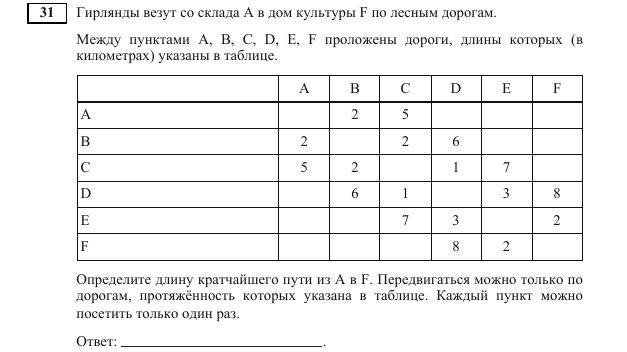 31 Гирлянды везут со склада A в дом культуры F по лесным дорогам.
Между пунктами A, B, C, D, E, F проложены дороги, длины которых (в
километрах) указаны в таблице.
A B C D E F
A 2 5
B 2 2 6
C 5 2 1 7
D 6 1 3 8
E 7 3 2
F 8 2
Определите длину кратчайшего пути из A в F. Передвигаться можно только по
дорогам, протяжённость которых указана в таблице. Каждый пункт можно
посетить только один раз.
Ответ: ___________________________.